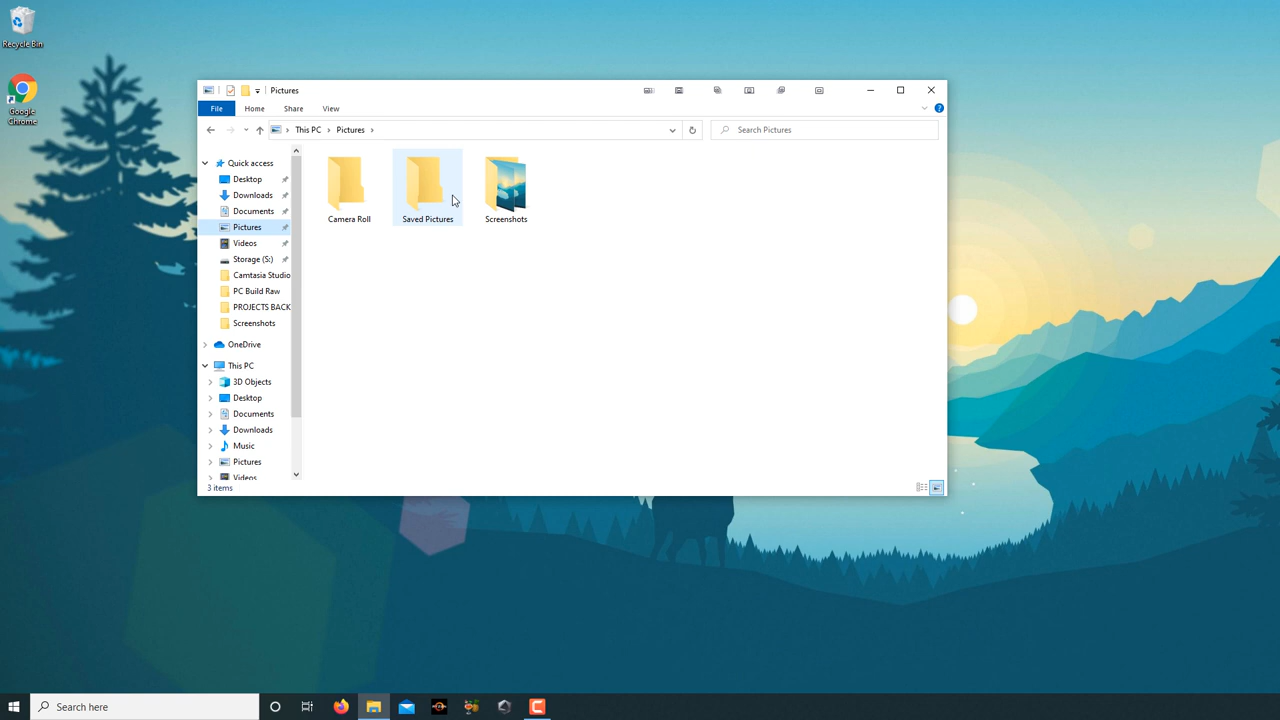 Recycle Bin
Google
Chrome
Pictures
File Home Share View
This PC Pictures
Search Pictures
Quick access
Desktop
Downloads
Documents
Pictures
Videos
Storage (S:)
Camtasia Studio
PC Build Raw
PROJECTS BACK
Screenshots
OneDrive
This PC
3D Objects
Desktop
Documents
Downloads
Music
Pictures
Videos
Camera Roll
Saved Pictures
Screenshots
3 items
Search here